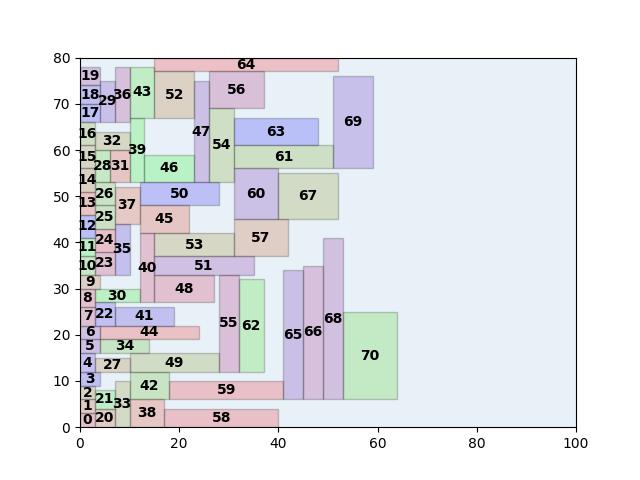 80 64
19 36 43 56
18 29 52 69
70 17 47
16 32 39 54 63
60 15 28 31 46 61
14 26 50 60 67
13 37 45
12 25 24 35 53 57
40 11 23 40 51
10 9 48
8 30 55 62 68
7 22 41 65 66
20 6 44
5 34 70
4 27 49
3 42 59
2 21 33
1 38 58
0 0 20
0 20 40 60 80 100